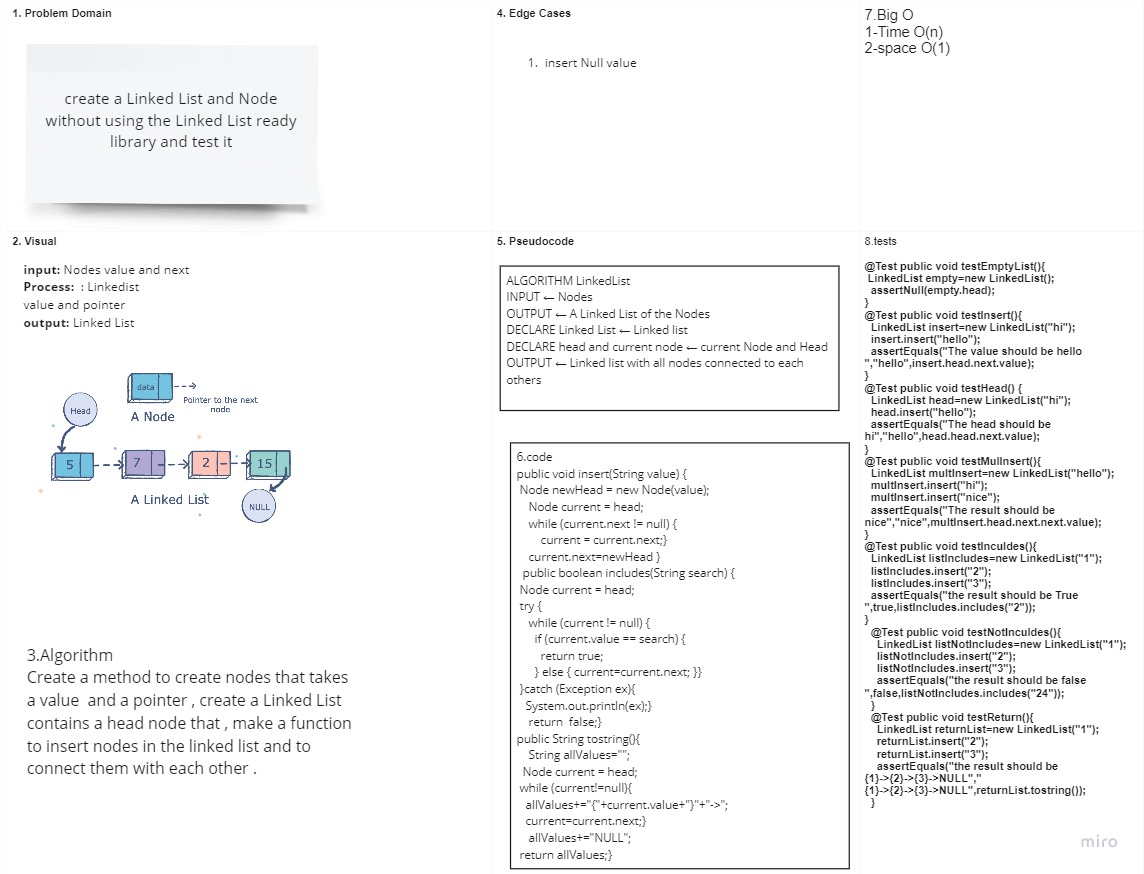 1. Problem Domain
create a Linked List and Node
without using the Linked List ready
library and test it
4. Edge Cases
1. insert Null value
7.Big O
1-Time O(n)
2-space O(1)
2. Visual
input: Nodes value and next
Process: : Linkedist
value and pointer
output: Linked List
data
Pointer to the next
node
A Node
Head
5
7
2
15
A Linked List
NULL
3.Algorithm
Create a method to create nodes that takes
a value and a pointer , create a Linked List
contains a head node that , make a function
to insert nodes in the linked list and to
connect them with each other .
5. Pseudocode
ALGORITHM LinkedList
INPUT ← Nodes
OUTPUT ← A Linked List of the Nodes
DECLARE Linked List ← Linked list
DECLARE head and current node ← current Node and Head
OUTPUT ← Linked list with all nodes connected to each
others
6.code
public void insert(String value) {
Node newHead = new Node(value);
Node current = head;
while (current.next != null) {
current = current.next;}
current.next=newHead }
public boolean includes(String search) {
Node current = head;
try {
while (current != null) {
if (current.value == search) {
return true;
} else { current=current.next; }}
}catch (Exception ex){
System.out.println(ex);}
return false;}
public String tostring(){
String allValues="";
Node current = head;
while (current!=null){
allValues+="{"+current.value+"}"+"->";
current=current.next;}
allValues+="NULL";
return allValues;}
8.tests
@Test public void testEmptyList(){
LinkedList empty=new LinkedList();
assertNull(empty.head);
}
@Test public void testInsert(){
LinkedList insert=new LinkedList("hi");
insert.insert("hello");
assertEquals("The value should be hello
","hello",insert.head.next.value);
}
@Test public void testHead() {
LinkedList head=new LinkedList("hi");
head.insert("hello");
assertEquals("The head should be
hi","hello",head.head.next.value);
}
@Test public void testMulInsert(){
LinkedList multInsert=new LinkedList("hello");
multInsert.insert("hi");
multInsert.insert("nice");
assertEquals("The result should be
nice","nice",multInsert.head.next.next.value);
}
@Test public void testInculdes(){
LinkedList listIncludes=new LinkedList("1");
listIncludes.insert("2");
listIncludes.insert("3");
assertEquals("the result should be True
",true,listIncludes.includes("2"));
}
@Test public void testNotInculdes(){
LinkedList listNotIncludes=new LinkedList("1");
listNotIncludes.insert("2");
listNotIncludes.insert("3");
assertEquals("the result should be false
",false,listNotIncludes.includes("24"));
}
@Test public void testReturn(){
LinkedList returnList=new LinkedList("1");
returnList.insert("2");
returnList.insert("3");
assertEquals("the result should be
{1}->{2}->{3}->NULL","
{1}->{2}->{3}->NULL",returnList.tostring());
}
miro